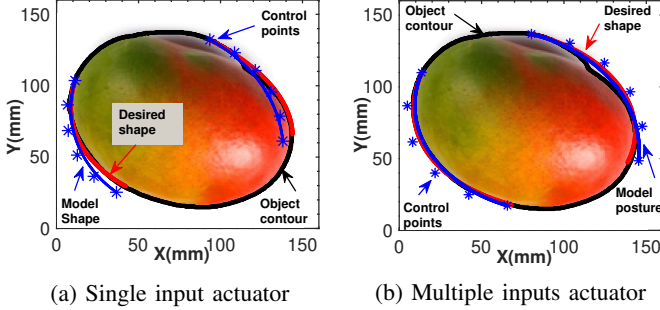 (a)
(b)
Control
points
Desired
shape
Model
Shape
Object
contour
Y(mm)
150
100
50
0
0
50
100
150
X(mm)
Object
contour
Desired
shape
Control
points
Model
posture
Y(mm)
150
100
50
0
0
50
100
150
X(mm)
(a) Single input actuator
(b) Multiple inputs actuator